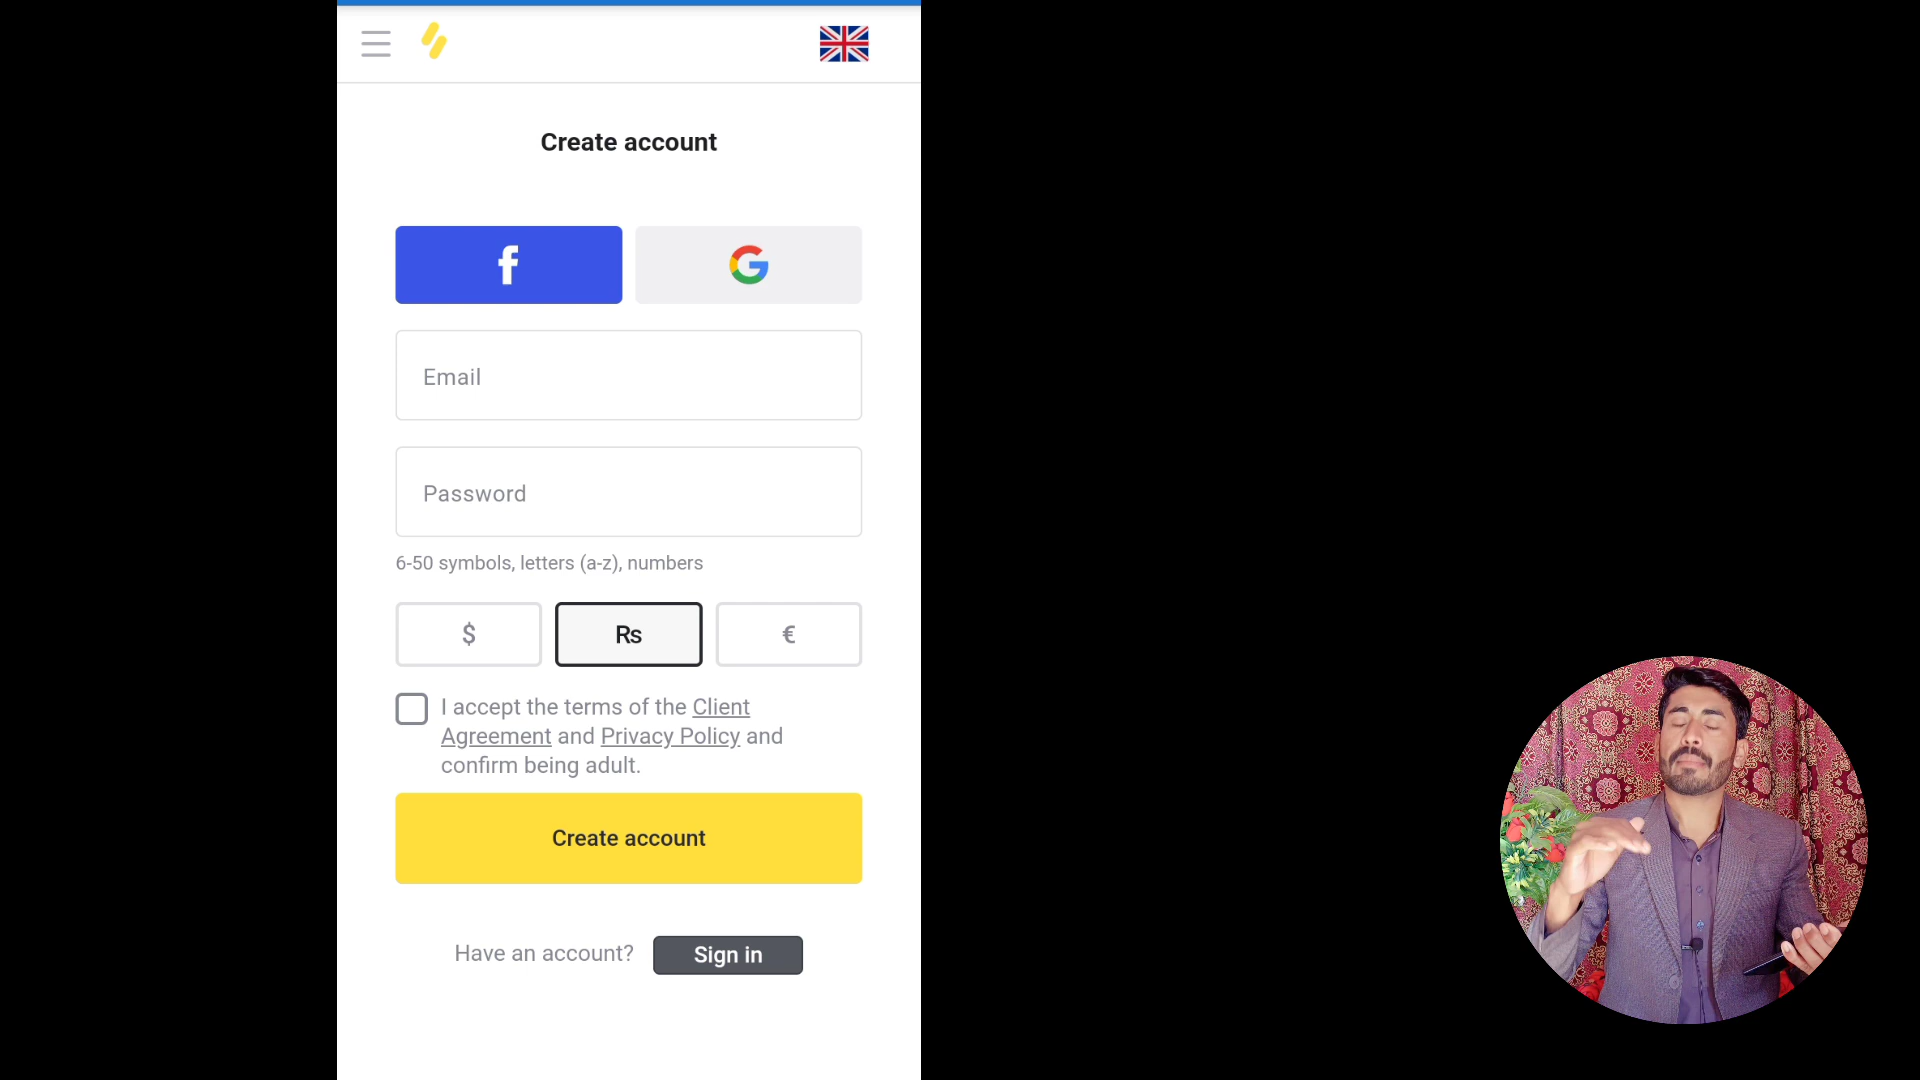 Create account
f
G
Email
Password
6-50 symbols, letters (a-z), numbers
$
Rs
€
I accept the terms of the Client
Agreement and Privacy Policy and
confirm being adult.
Create account
Have an account?
Sign in